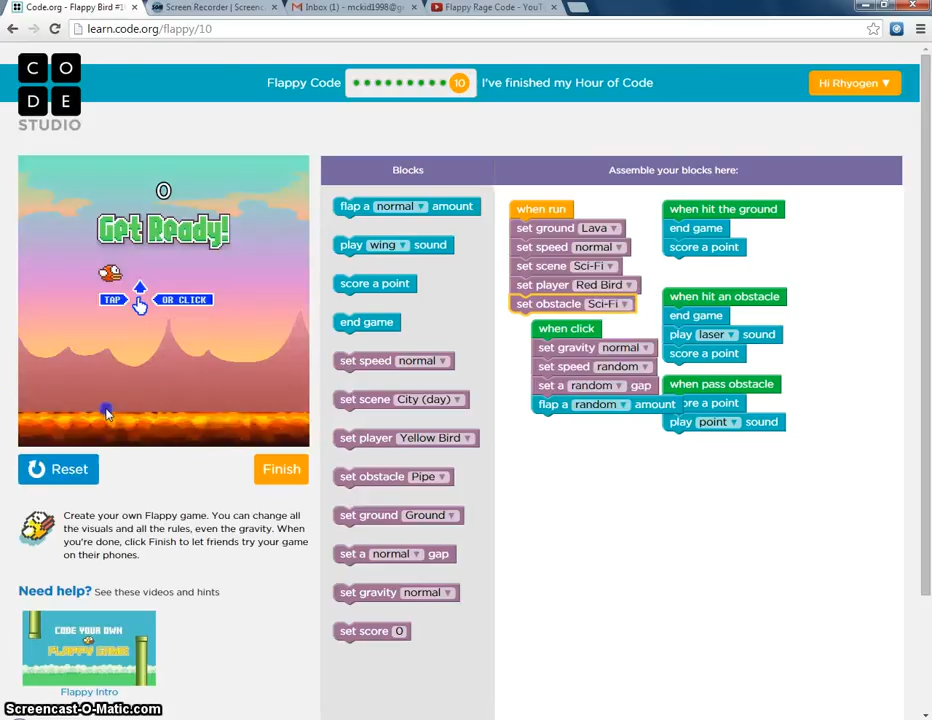 Code.org - Flappy Bird #1
Screen Recorder | Screenc
Inbox (1) - mckid1998@g
Flappy Rage Code - YouT
learn.code.org/flappy/10
C O
D E
STUDIO
Flappy Code
10
I've finished my Hour of Code
Hi Rhyogen ▼
0
Get Ready!
TAP
OR CLICK
Reset
Finish
Create your own Flappy game. You can change all
the visuals and all the rules, even the gravity. When
you're done, click Finish to let friends try your game
on their phones.
Need help? See these videos and hints
CODE YOUR OWN
FLAPPY GAME
Flappy Intro
Blocks
flap a normal amount
play wing sound
score a point
end game
set speed normal
set scene City (day)
set player Yellow Bird
set obstacle Pipe
set ground Ground
set a normal gap
set gravity normal
set score 0
Assemble your blocks here:
when run
set ground Lava
set speed normal
set scene Sci-Fi
set player Red Bird
set obstacle Sci-Fi
when click
set gravity normal
set speed random
set a random gap
flap a random amount
when hit the ground
end game
score a point
when hit an obstacle
end game
play laser sound
score a point
when pass obstacle
ore a point
play point sound
Screencast-O-Matic.com